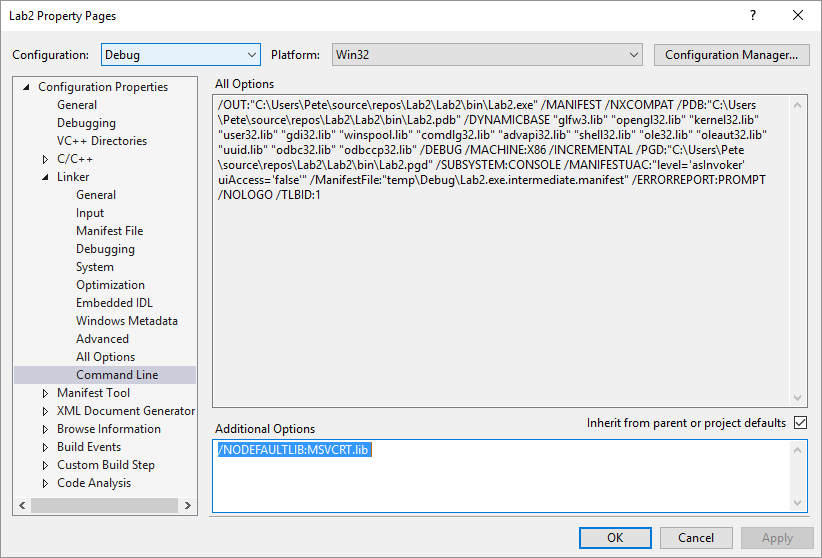 Lab2 Property Pages
?
Configuration: Debug Platform: Win32 Configuration Manager...
Configuration Properties
General
Debugging
VC++ Directories
C/C++
Linker
General
Input
Manifest File
Debugging
System
Optimization
Embedded IDL
Windows Metadata
Advanced
All Options
Command Line
Manifest Tool
XML Document Generator
Browse Information
Build Events
Custom Build Step
Code Analysis
All Options
/OUT:"C:\Users\Pete\source\repos\Lab2\Lab2\bin\Lab2.exe" /MANIFEST /NXCOMPAT /PDB:"C:\Users
\Pete\source\repos\Lab2\Lab2\bin\Lab2.pdb" /DYNAMICBASE "glfw3.lib" "opengl32.lib" "kernel32.lib"
"user32.lib" "gdi32.lib" "winspool.lib" "comdlg32.lib" "advapi32.lib" "shell32.lib" "ole32.lib" "oleaut32.lib"
"uuid.lib" "odbc32.lib" "odbccp32.lib" /DEBUG /MACHINE:X86 /INCREMENTAL /PGD:"C:\Users\Pete
\source\repos\Lab2\Lab2\bin\Lab2.pgd" /SUBSYSTEM:CONSOLE /MANIFESTUAC:"level='asInvoker'
uiAccess='false'" /ManifestFile:"temp\Debug\Lab2.exe.intermediate.manifest" /ERRORREPORT:PROMPT
/NOLOGO /TLBID:1
Inherit from parent or project defaults
Additional Options
/NODEFAULTLIB:MSVCRT.lib
OK Cancel Apply